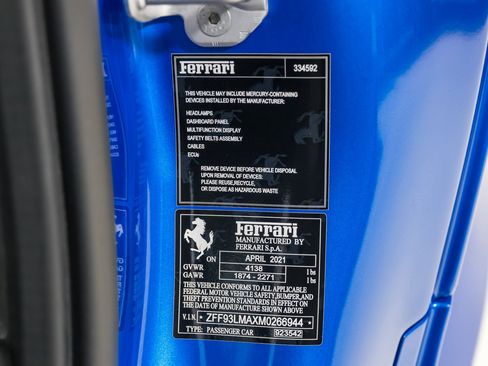 Ferrari 334592
THIS VEHICLE MAY INCLUDE MERCURY-CONTAINING
DEVICES INSTALLED BY THE MANUFACTURER:
HEADLAMPS
DASHBOARD PANEL
MULTIFUNCTION DISPLAY
SAFETY BELTS ASSEMBLY
CABLES
ECUs
REMOVE DEVICE BEFORE VEHICLE DISPOSAL
UPON REMOVAL OF DEVICES:
PLEASE REUSE,RECYCLE,
OR DISPOSE AS HAZARDOUS WASTE
Ferrari
MANUFACTURED BY
FERRARI S.p.A.
ON APRIL 2021
GVWR 4138 lbs
GAWR 1874 - 2271 lbs
THIS VEHICLE CONFORMS TO ALL APPLICABLE
FEDERAL MOTOR VEHICLE SAFETY,BUMPER,AND
THEFT PREVENTION STANDARDS IN EFFECT ON THE
DATE OF MANUFACTURE SHOWN ABOVE
V.I.N. * ZFF93LMAXM0266944 *
TYPE: PASSENGER CAR 923542